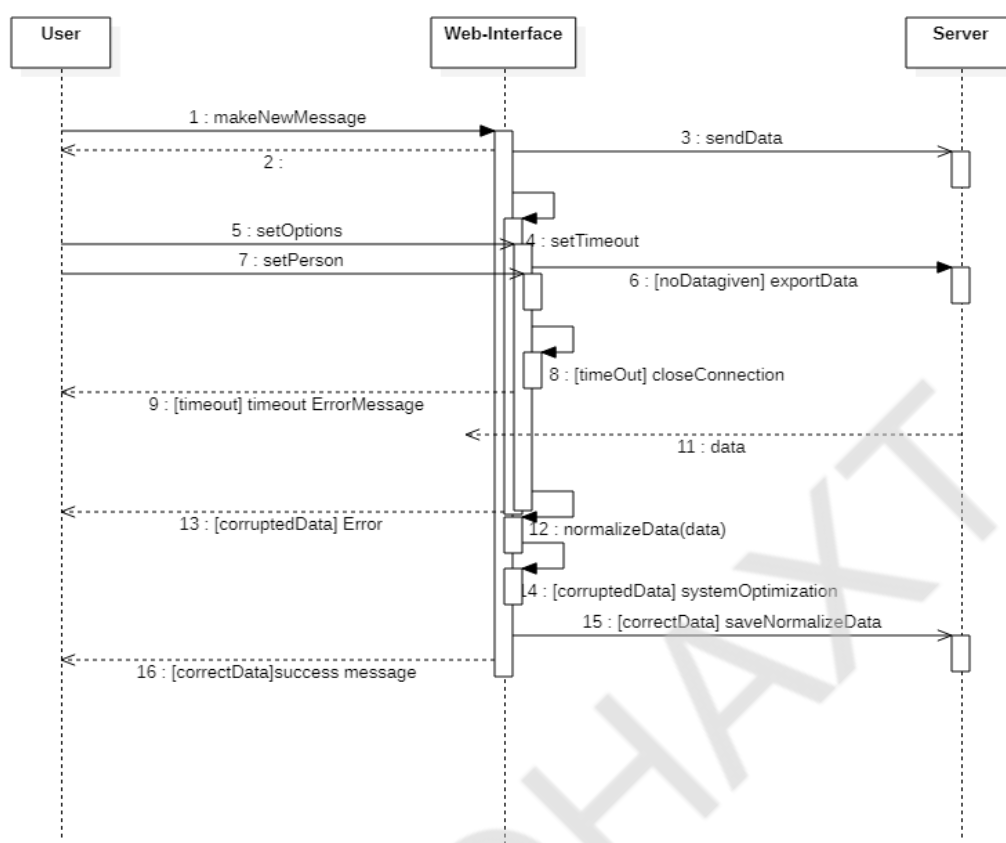 User
Web-Interface
Server
1 : makeNewMessage
2 :
3 : sendData
5 : setOptions
4 : setTimeout
7 : setPerson
6 : [noDatagiven] exportData
8 : [timeOut] closeConnection
9 : [timeout] timeout ErrorMessage
11 : data
13 : [corruptedData] Error
12 : normalizeData(data)
14 : [corruptedData] systemOptimization
15 : [correctData] saveNormalizeData
16 : [correctData]success message